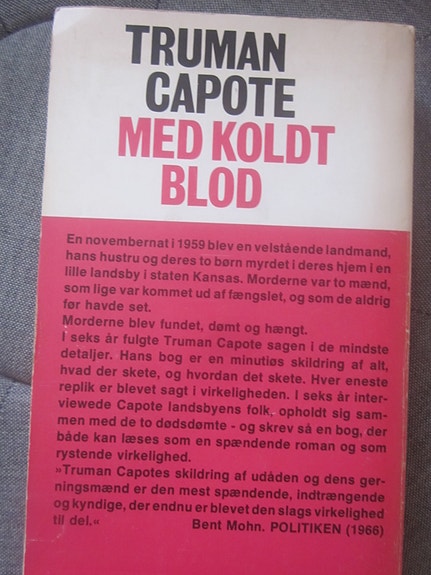 TRUMAN
CAPOTE
MED KOLDT
BLOD
En novembernat i 1959 blev en velstående landmand,
hans hustru og deres to børn myrdet i deres hjem i en
lille landsby i staten Kansas. Morderne var to mænd,
som lige var kommet ud af fængslet, og som de aldrig
før havde set.
Morderne blev fundet, dømt og hængt.
I seks år fulgte Truman Capote sagen i de mindste
detaljer. Hans bog er en minutiøs skildring af alt,
hvad der skete, og hvordan det skete. Hver eneste
replik er blevet sagt i virkeligheden. I seks år inter-
viewede Capote landsbyens folk, opholdt sig sam-
men med de to dødsdømte - og skrev så en bog, der
både kan læses som en spændende roman og som
rystende virkelighed.
»Truman Capotes skildring af udåden og dens ger-
ningsmænd er den mest spændende, indtrængende
og kyndige, der endnu er blevet den slags virkelighed
til del.« Bent Mohn. POLITIKEN (1966)